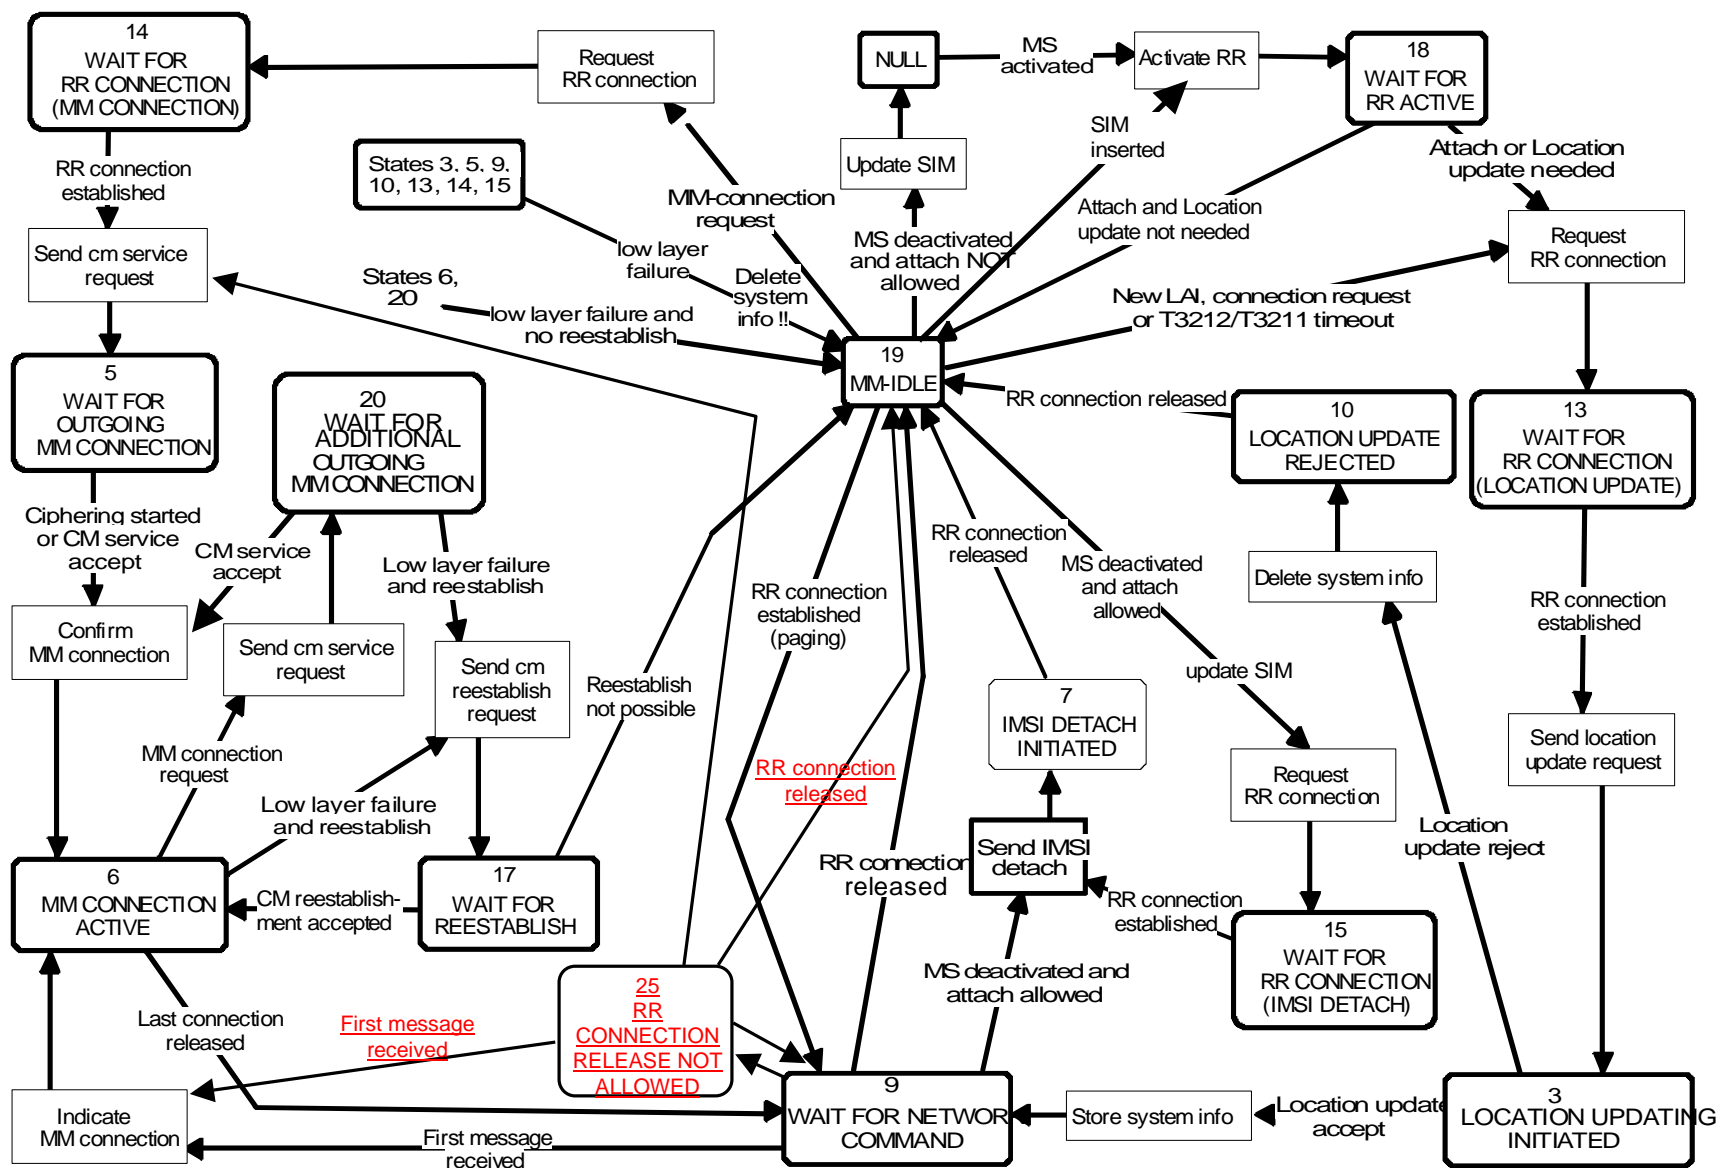 14
WAIT FOR
RR CONNECTION
(MM CONNECTION)
Request
RR connection
NULL
MS
activated
Activate RR
18
WAIT FOR
RR ACTIVE
RR connection
established
States 3, 5, 9,
10, 13, 14, 15
Update SIM
SIM
inserted
Attach or Location
update needed
MM-connection
request
Attach and Location
update not needed
Send cm service
request
low layer
failure
MS deactivated
and attach NOT
allowed
Request
RR connection
States 6,
20
Delete
system
info !!
low layer failure and
no reestablish
New LAI, connection request
or T3212/T3211 timeout
19
MM-IDLE
5
WAIT FOR
OUTGOING
MM CONNECTION
20
WAIT FOR
ADDITIONAL
OUTGOING
MM CONNECTION
RR connection released
10
LOCATION UPDATE
REJECTED
13
WAIT FOR
RR CONNECTION
(LOCATION UPDATE)
Ciphering started
or CM service
accept
CM service
accept
Low layer failure
and reestablish
RR connection
released
MS deactivated
and attach
allowed
Delete system info
RR connection
established
(paging)
RR connection
established
Confirm
MM connection
Send cm service
request
Send cm
reestablish
request
Reestablish
not possible
update SIM
7
IMSI DETACH
INITIATED
MM connection
request
RR connection
released
Send location
update request
Request
RR connection
Low layer failure
and reestablish
Location
update reject
6
MM CONNECTION
ACTIVE
CM reestablish-
ment accepted
17
WAIT FOR
REESTABLISH
RR connection
released
Send IMSI
detach
RR connection
established
15
WAIT FOR
RR CONNECTION
(IMSI DETACH)
MS deactivated and
attach allowed
25
RR
CONNECTION
RELEASE NOT
ALLOWED
Last connection
released
First message
received
Indicate
MM connection
First message
received
9
WAIT FOR NETWOR
COMMAND
Store system info
Location update
accept
3
LOCATION UPDATING
INITIATED